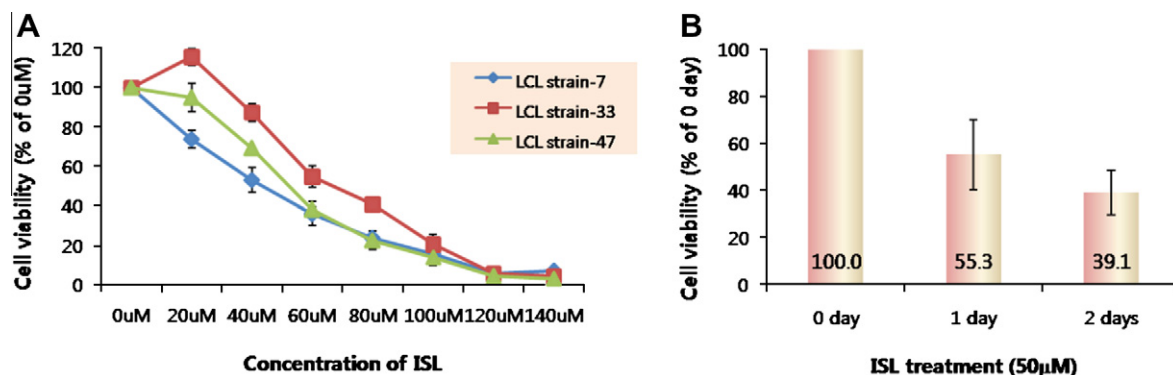 A
Cell viability (% of 0uM)
120
100
80
60
40
20
0
0uM 20uM 40uM 60uM 80uM 100uM 120uM 140uM
Concentration of ISL
LCL strain-7
LCL strain-33
LCL strain-47
B
Cell viability (% of 0 day)
100
80
60
40
20
0
100.0 55.3 39.1
0 day 1 day 2 days
ISL treatment (50μM)